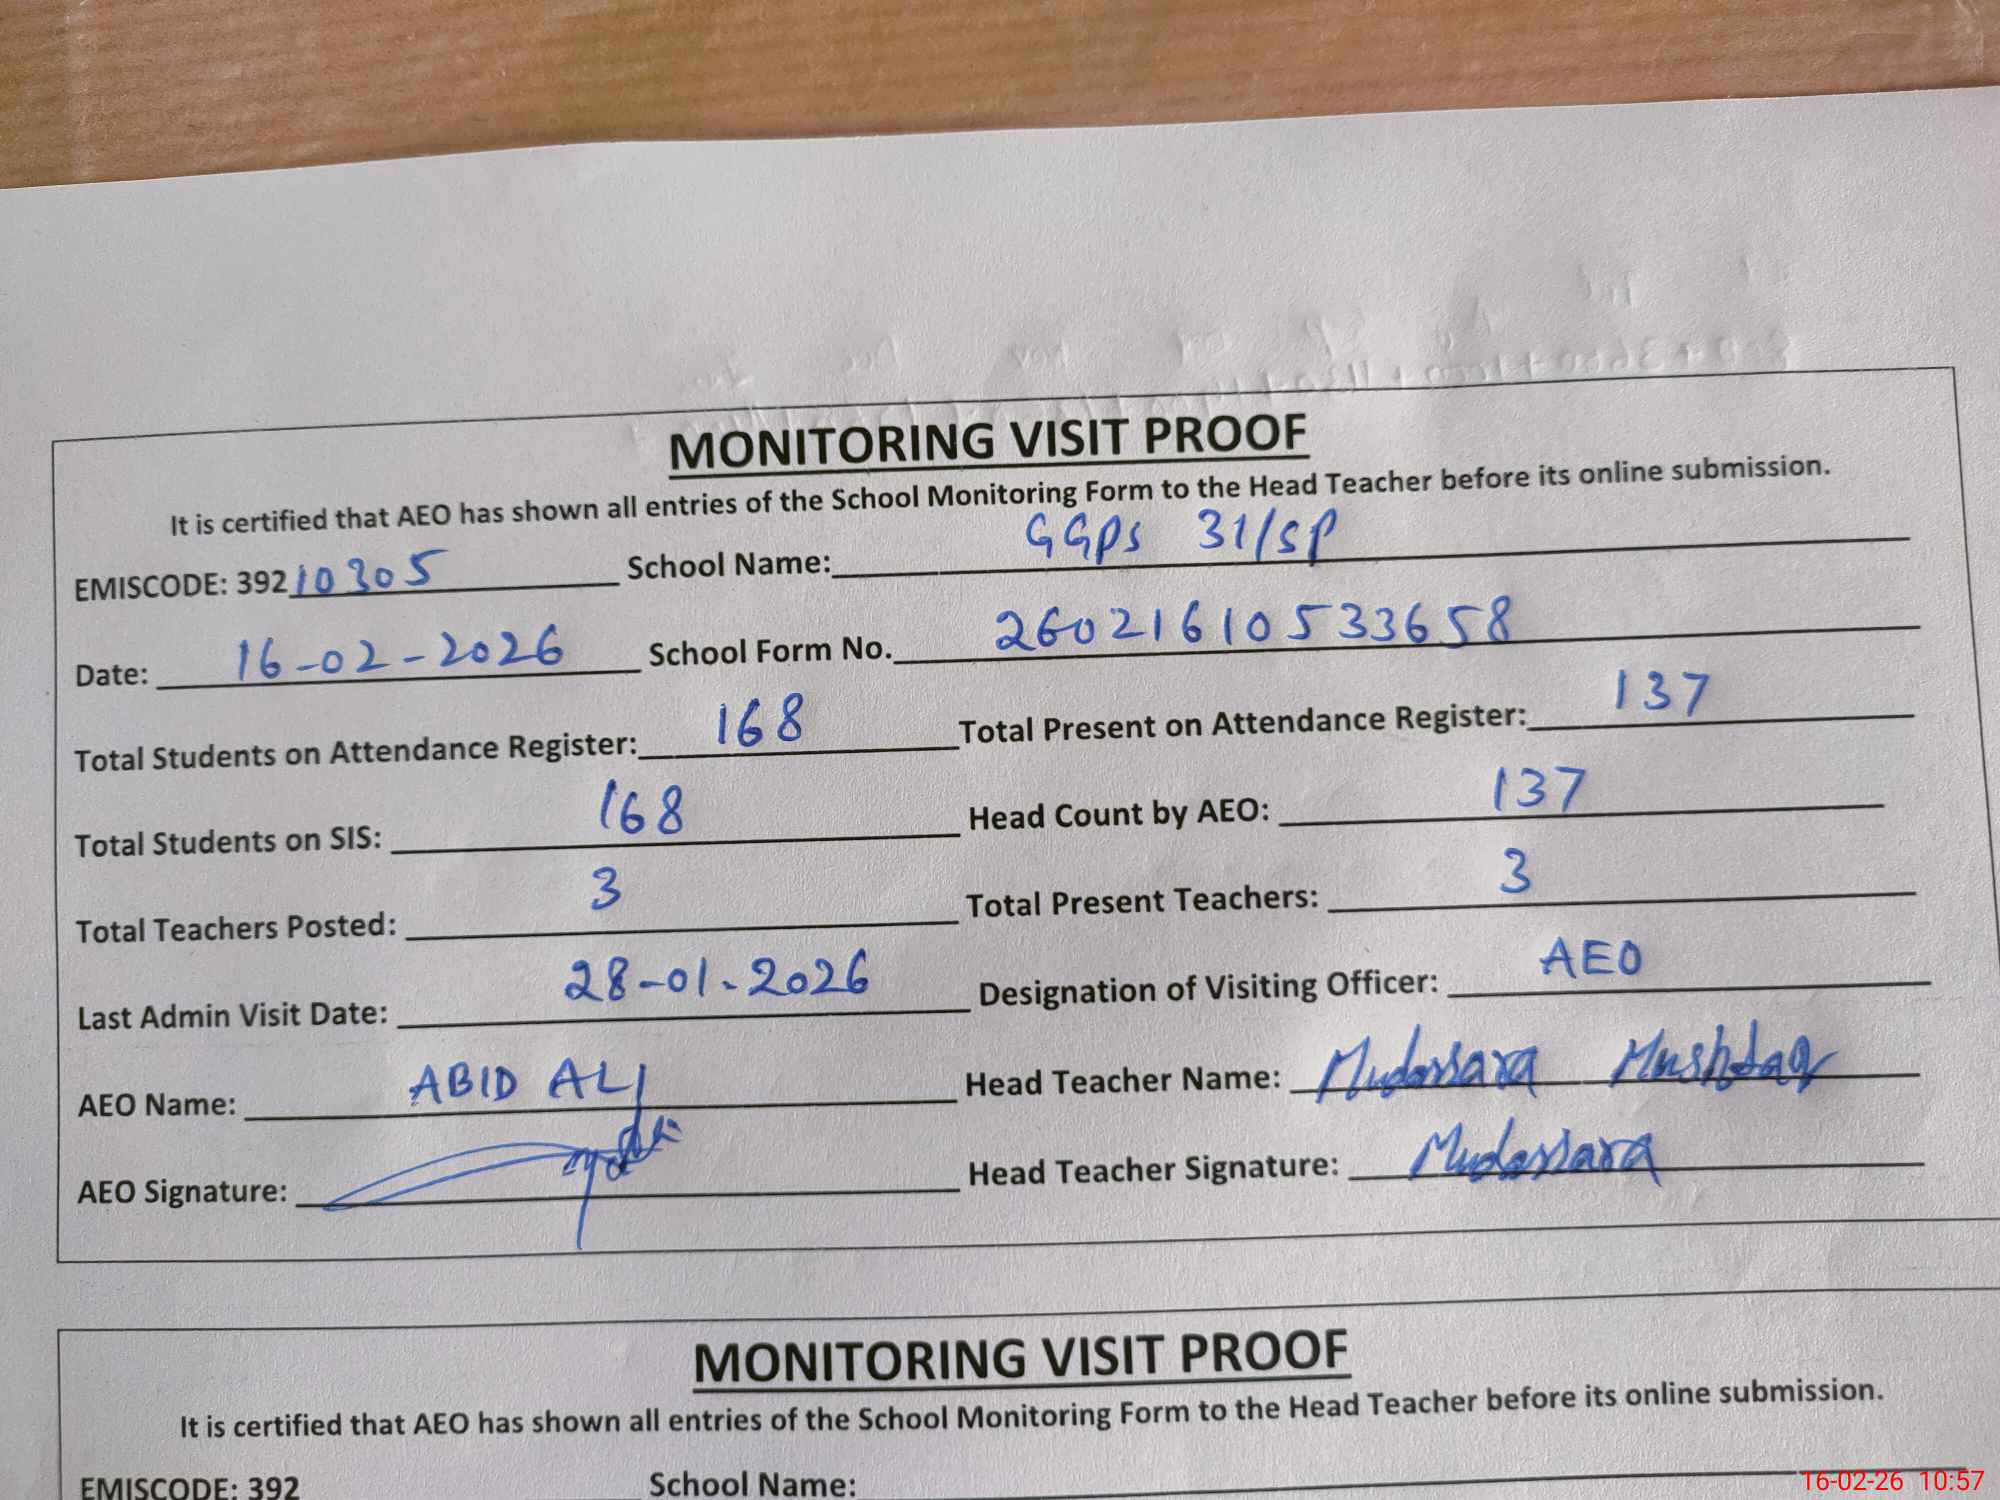 MONITORING VISIT PROOF
It is certified that AEO has shown all entries of the School Monitoring Form to the Head Teacher before its online submission.
EMISCODE: 39210305 School Name: GGPS 31/SP
Date: 16-02-2026 School Form No. 26021610533658
Total Students on Attendance Register: 168 Total Present on Attendance Register: 137
Total Students on SIS: 168 Head Count by AEO: 137
Total Teachers Posted: 3 Total Present Teachers: 3
Last Admin Visit Date: 28-01-2026 Designation of Visiting Officer: AEO
AEO Name: ABID ALI Head Teacher Name: Mudassara Mushtaq
AEO Signature: Head Teacher Signature: Mudassara
MONITORING VISIT PROOF
It is certified that AEO has shown all entries of the School Monitoring Form to the Head Teacher before its online submission.
EMISCODE: 392 School Name:
16-02-26 10:57